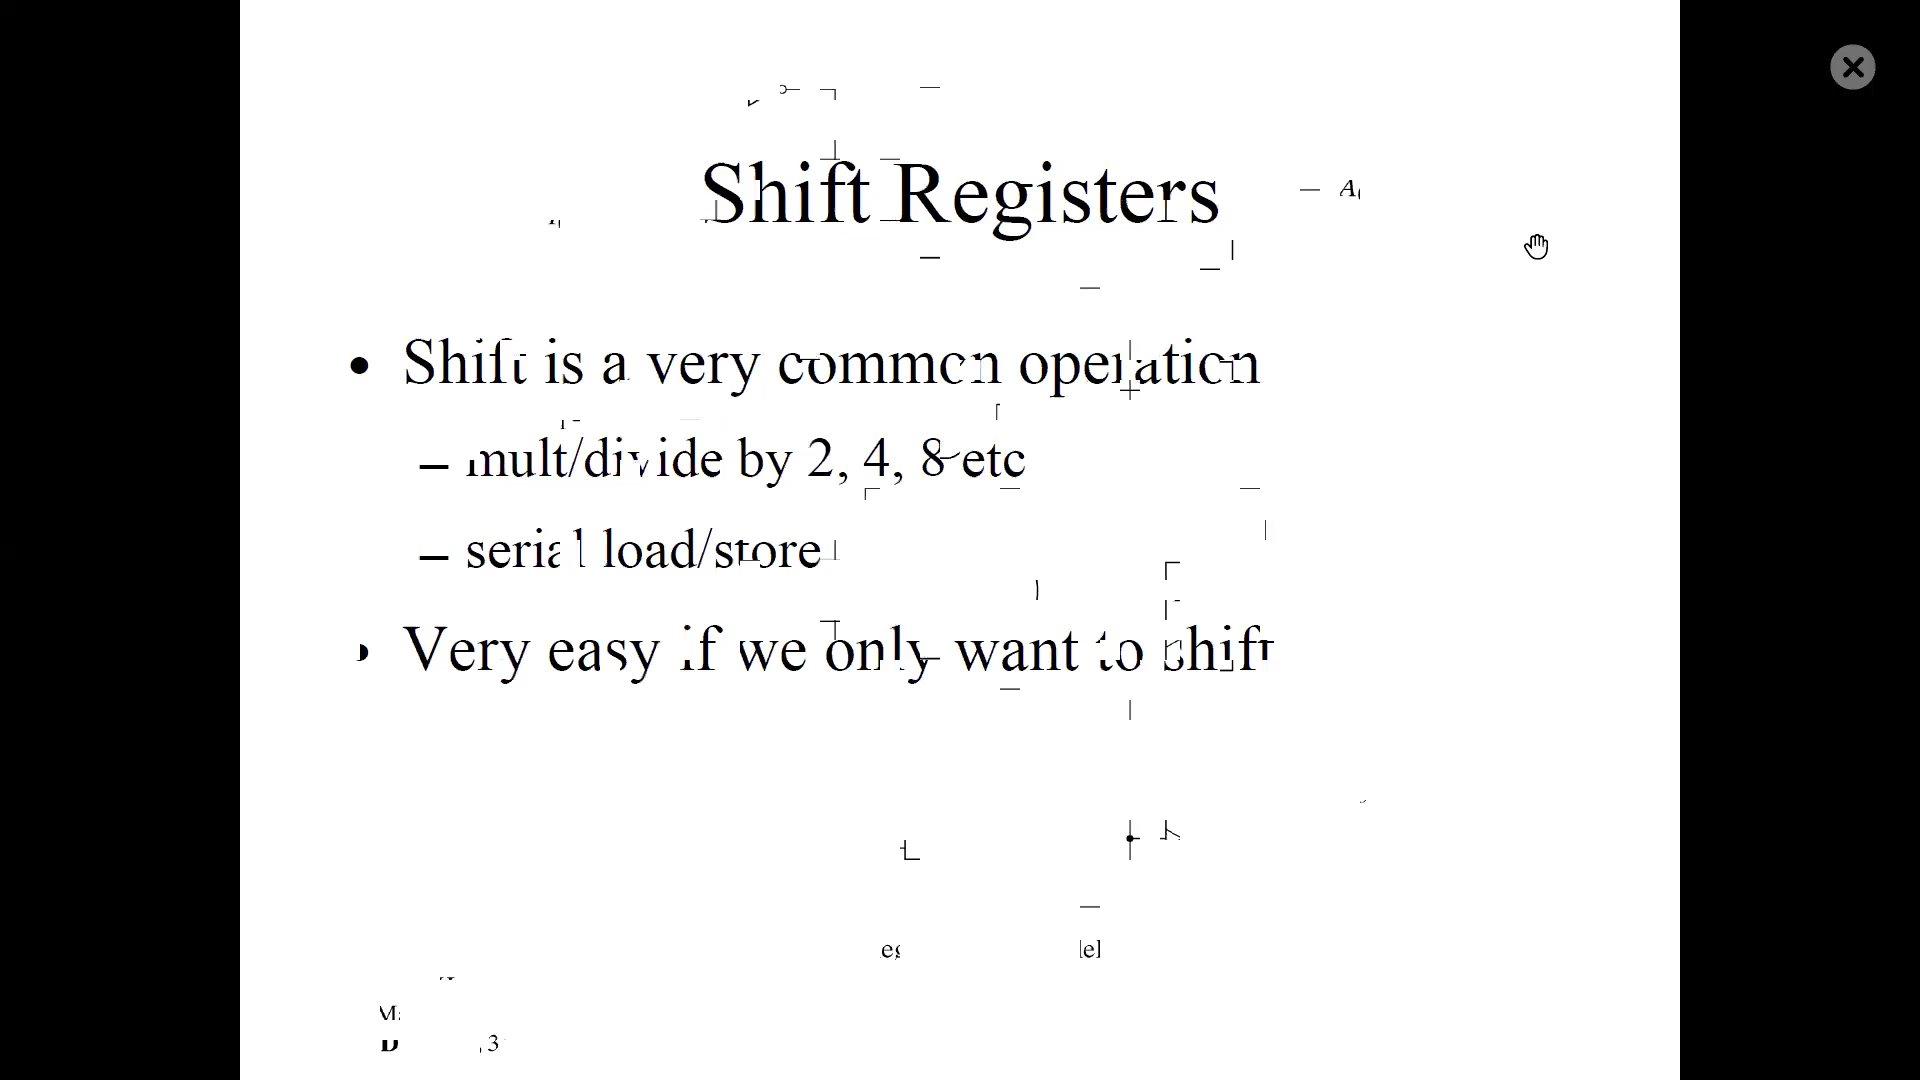 Shift Registers
• Shift is a very common operation
– mult/divide by 2, 4, 8 etc
– serial load/store
• Very easy if we only want to shift